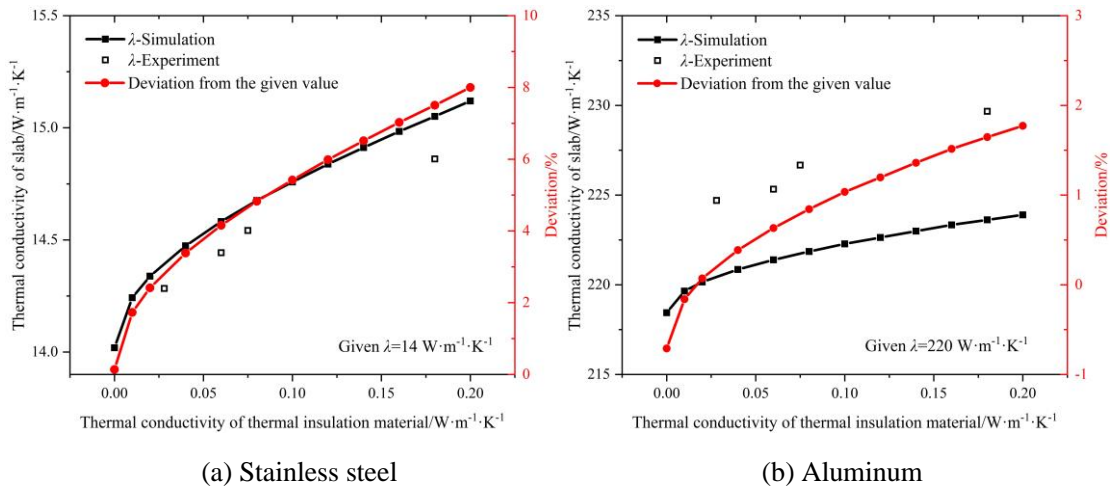 15.5
15.0
14.5
14.0
Thermal conductivity of slab/W·m⁻¹·K⁻¹
λ-Simulation
λ-Experiment
Deviation from the given value
Given λ=14 W·m⁻¹·K⁻¹
10
8
6
4
2
0
Deviation/%
0.00 0.05 0.10 0.15 0.20
Thermal conductivity of thermal insulation material/W·m⁻¹·K⁻¹
(a) Stainless steel
235
230
225
220
215
Thermal conductivity of slab/W·m⁻¹·K⁻¹
λ-Simulation
λ-Experiment
Deviation from the given value
Given λ=220 W·m⁻¹·K⁻¹
3
2
1
0
-1
Deviation/%
0.00 0.05 0.10 0.15 0.20
Thermal conductivity of thermal insulation material/W·m⁻¹·K⁻¹
(b) Aluminum